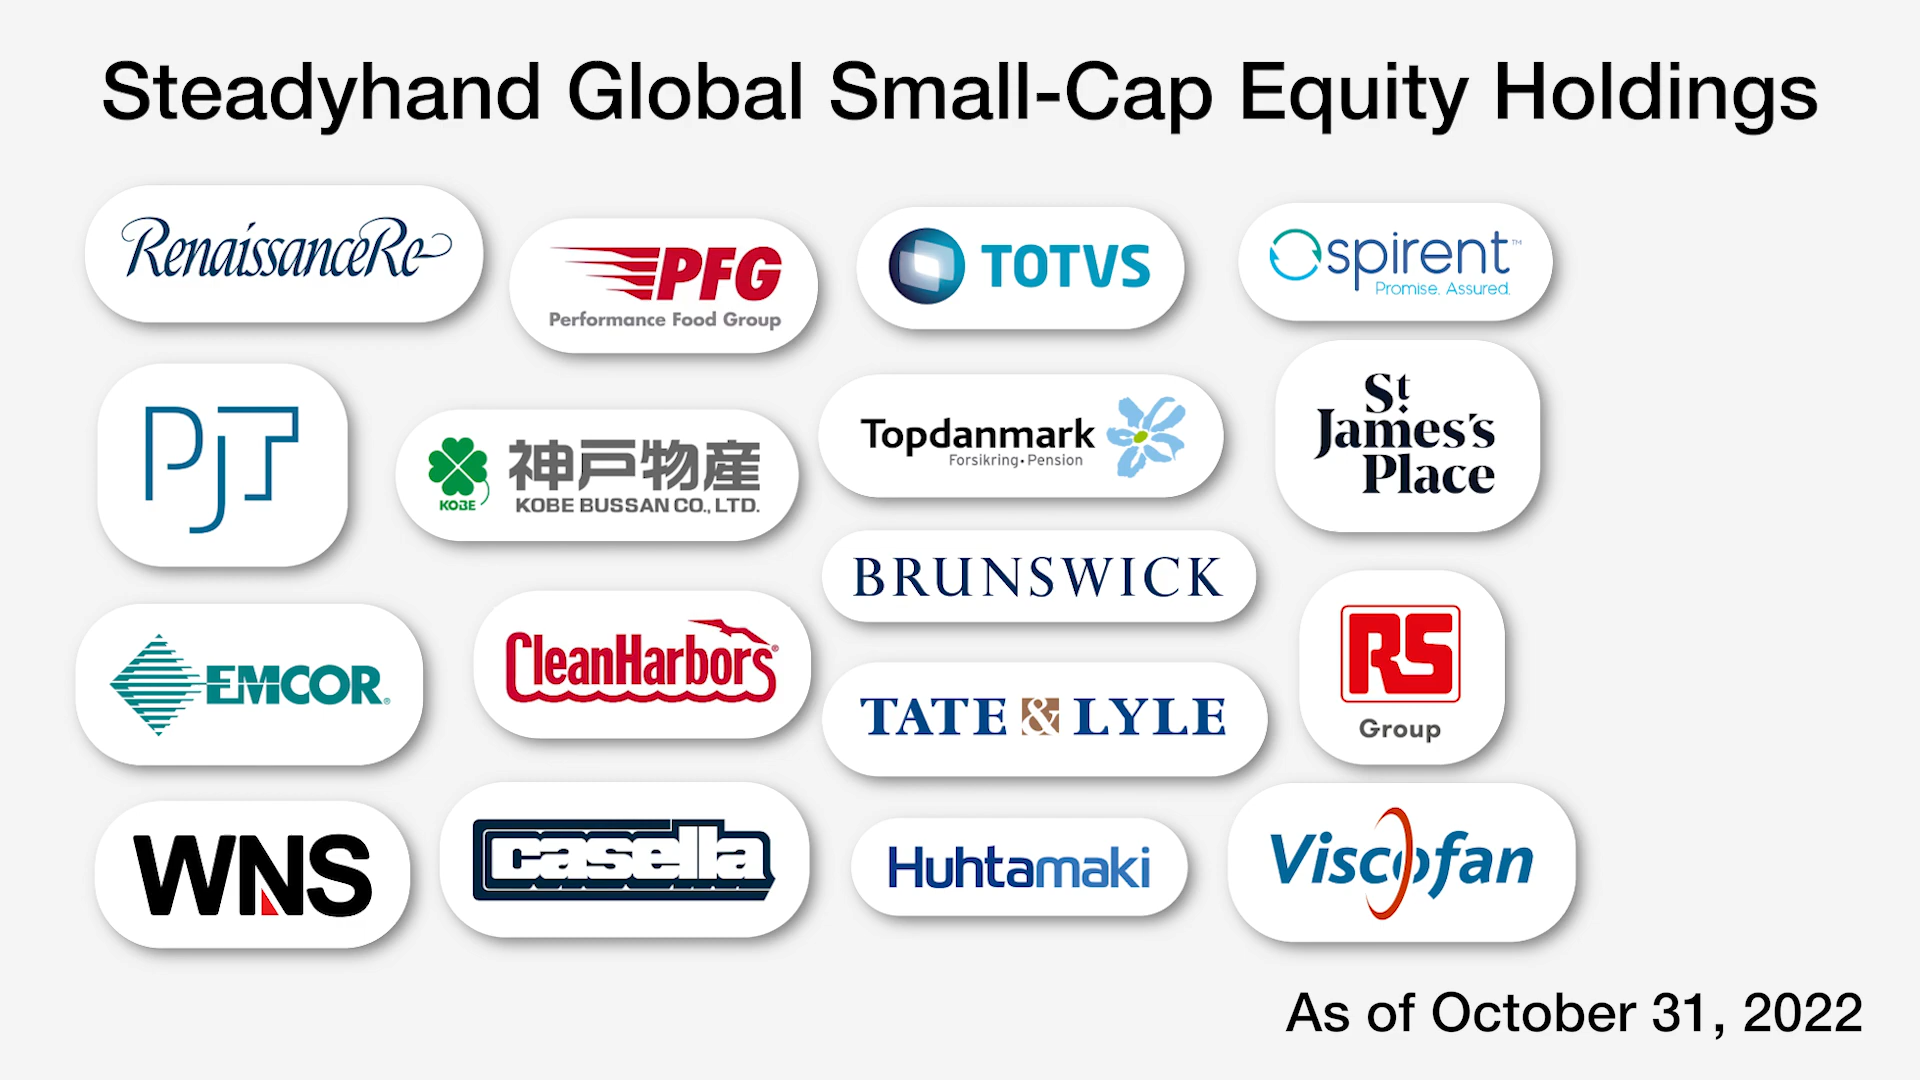 Steadyhand Global Small-Cap Equity Holdings
RenaissanceRe
PFG
Performance Food Group
TOTVS
spirent™
Promise. Assured.
PJT
KOBE
神戸物産
KOBE BUSSAN CO., LTD.
Topdanmark
Forsikring • Pension
St.
James's
Place
BRUNSWICK
EMCOR®
CleanHarbors®
TATE & LYLE
RS
Group
WNS
casella
Huhtamaki
Viscofan
As of October 31, 2022